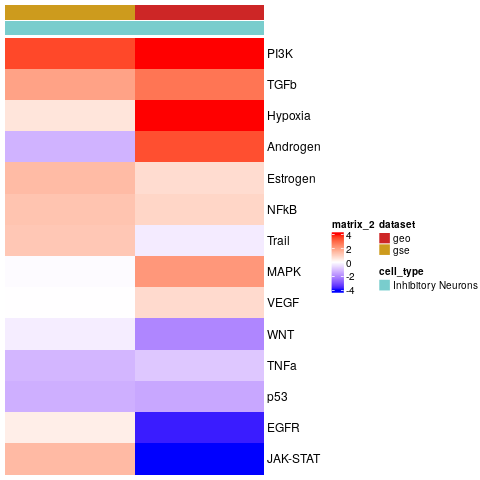 PI3K
TGFb
Hypoxia
Androgen
Estrogen
NFkB
Trail
MAPK
VEGF
WNT
TNFa
p53
EGFR
JAK-STAT
matrix_2
4
2
0
-2
-4
dataset
geo
gse
cell_type
Inhibitory Neurons